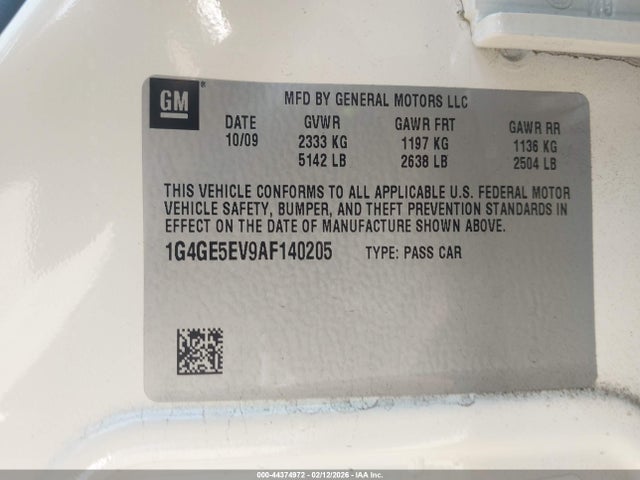 GM ®
MFD BY GENERAL MOTORS LLC
DATE GVWR GAWR FRT GAWR RR
10/09 2333 KG 1197 KG 1136 KG
5142 LB 2638 LB 2504 LB
THIS VEHICLE CONFORMS TO ALL APPLICABLE U.S. FEDERAL MOTOR
VEHICLE SAFETY, BUMPER, AND THEFT PREVENTION STANDARDS IN
EFFECT ON THE DATE OF MANUFACTURE SHOWN ABOVE.
1G4GE5EV9AF140205 TYPE: PASS CAR
000-44374972 - 02/12/2026 - IAA Inc.